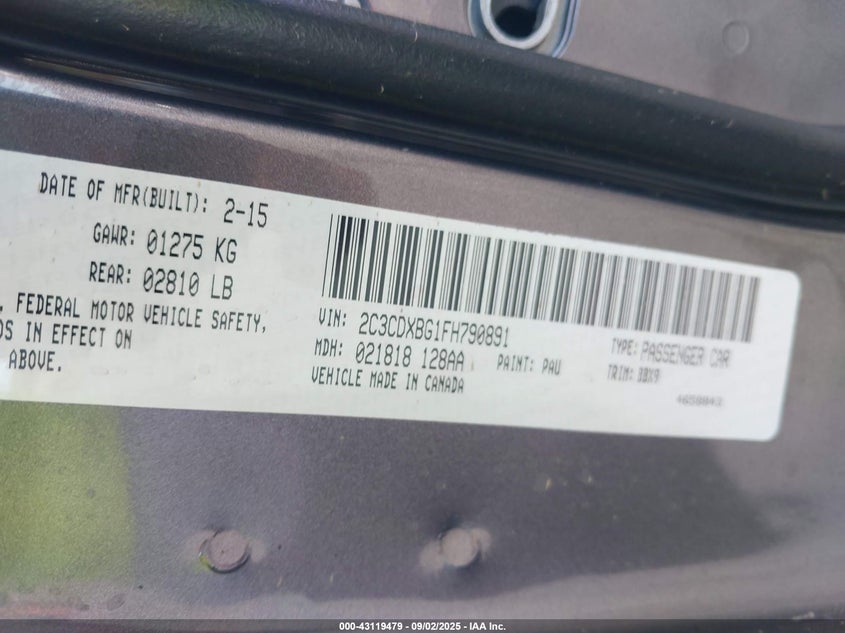 DATE OF MFR(BUILT): 2-15
GAWR: 01275 KG
REAR: 02810 LB
, FEDERAL MOTOR VEHICLE SAFETY,
DS IN EFFECT ON
ABOVE.
VIN: 2C3CDXBG1FH790891
MDH: 021818 128AA PAINT: PAU
VEHICLE MADE IN CANADA
TYPE: PASSENGER CAR
TRIM: BBX9
000-43119479 - 09/02/2025 - IAA Inc.